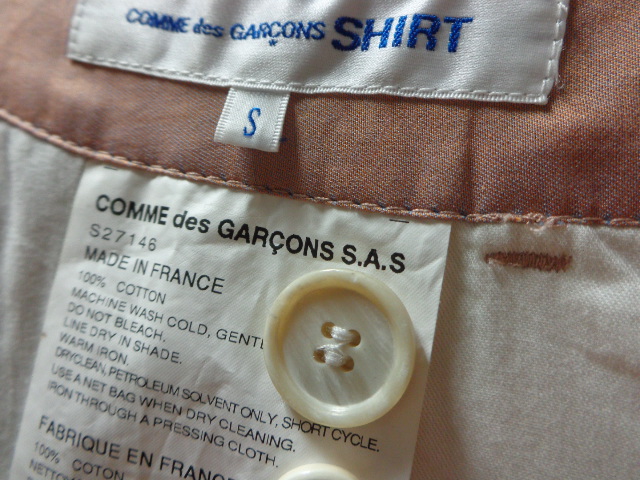 COMME des GARÇONS SHIRT
S
COMME des GARÇONS S.A.S
S27146
MADE IN FRANCE
100% COTTON
MACHINE WASH COLD,
DO NOT BLEACH.
LINE DRY IN SHADE.
WARM IRON.
DRYCLEAN, PETROLEUM SOLVENT ONLY, SHORT CYCLE.
USE A NET BAG WHEN DRY CLEANING.
IRON THROUGH A PRESSING CLOTH.
FABRIQUE EN FRANC
100% COTON